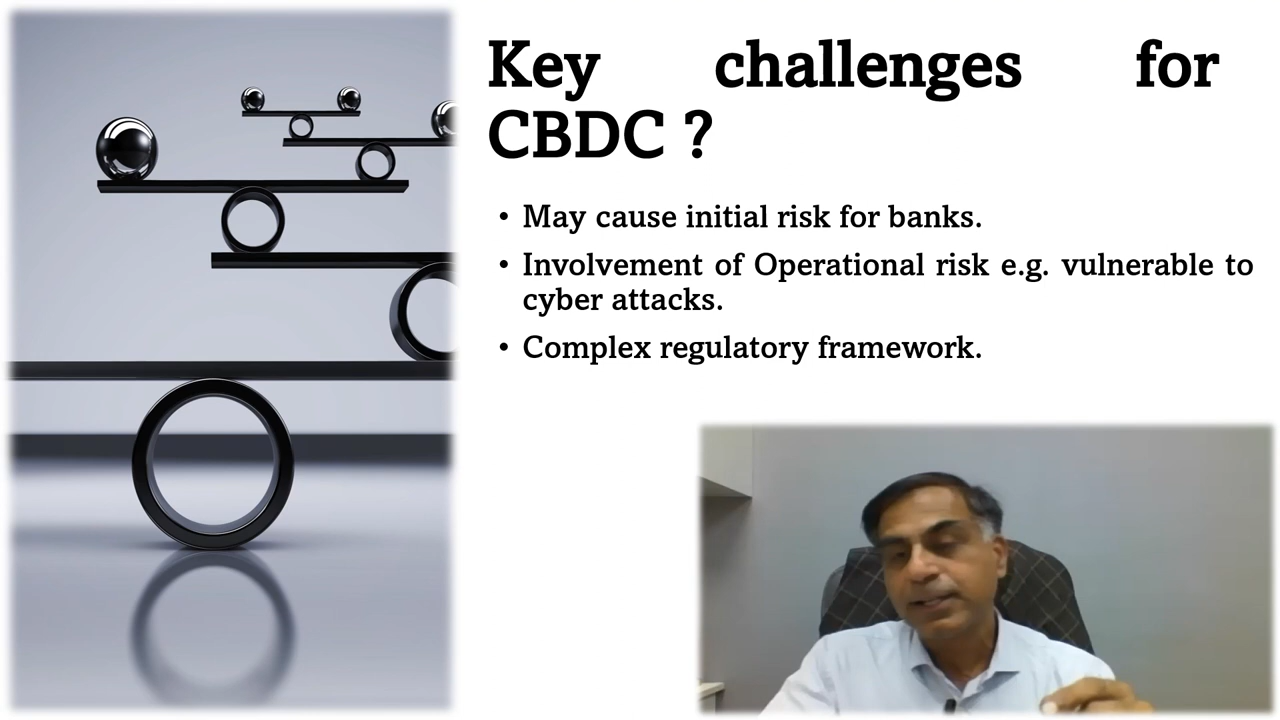 Key challenges for
CBDC ?
• May cause initial risk for banks.
• Involvement of Operational risk e.g. vulnerable to
cyber attacks.
• Complex regulatory framework.